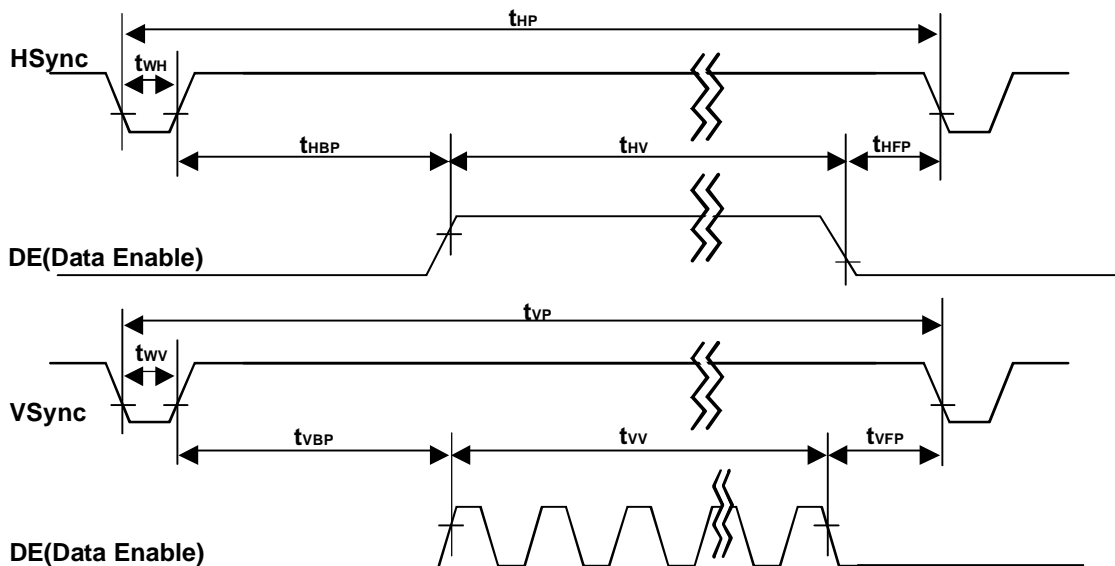 tHP
HSync
tWH
tHBP
tHV
tHFP
DE(Data Enable)
tVP
tWV
VSync
tVBP
tVV
tVFP
DE(Data Enable)